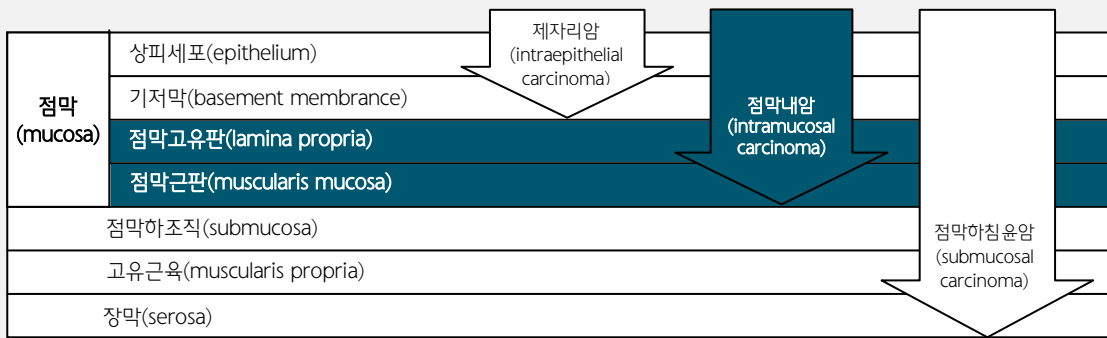 점막
(mucosa)
상피세포(epithelium)
기저막(basement membrance)
점막고유판(lamina propria)
점막근판(muscularis mucosa)
점막하조직(submucosa)
고유근육(muscularis propria)
장막(serosa)
제자리암
(intraepithelial
carcinoma)
점막내암
(intramucosal
carcinoma)
점막하침윤암
(submucosal
carcinoma)